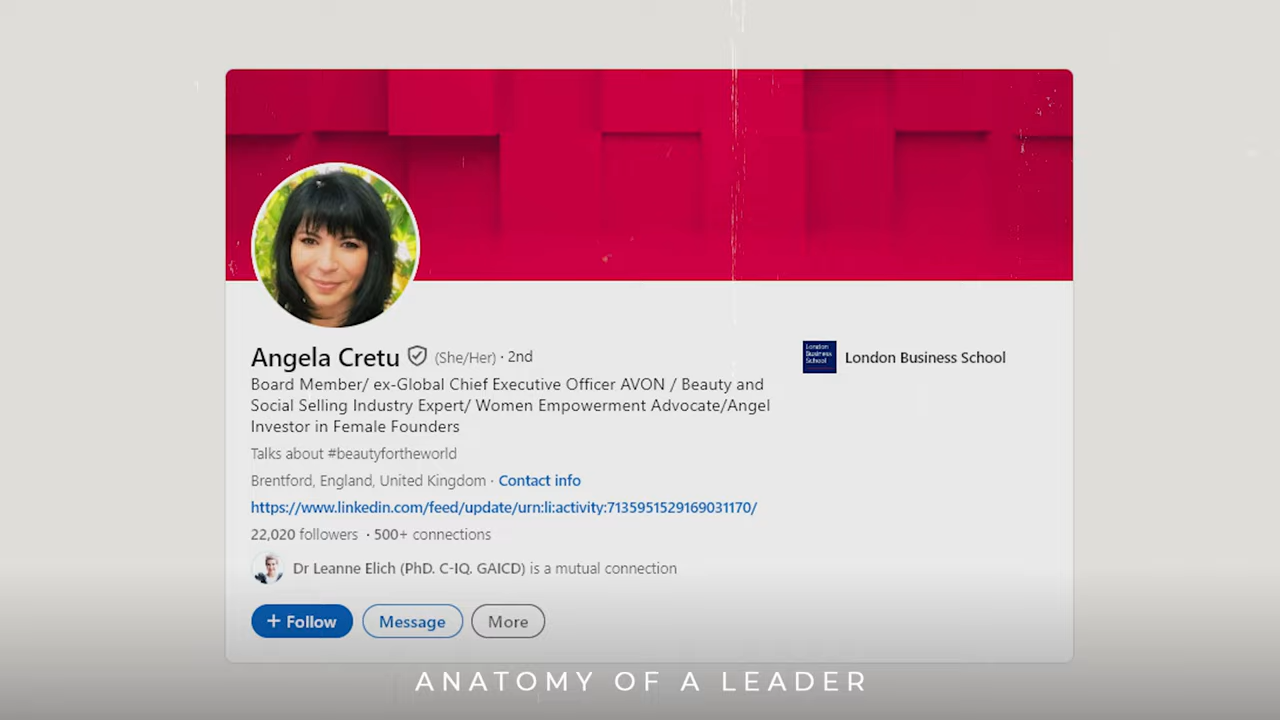 Angela Cretu (She/Her) · 2nd
Board Member/ ex-Global Chief Executive Officer AVON / Beauty and
Social Selling Industry Expert/ Women Empowerment Advocate/Angel
Investor in Female Founders
Talks about #beautyfortheworld
Brentford, England, United Kingdom · Contact info
https://www.linkedin.com/feed/update/urn:li:activity:7135951529169031170/
22,020 followers · 500+ connections
Dr Leanne Elich (PhD. C-IQ. GAICD) is a mutual connection
+ Follow
Message
More
London Business School
London Business School
ANATOMY OF A LEADER